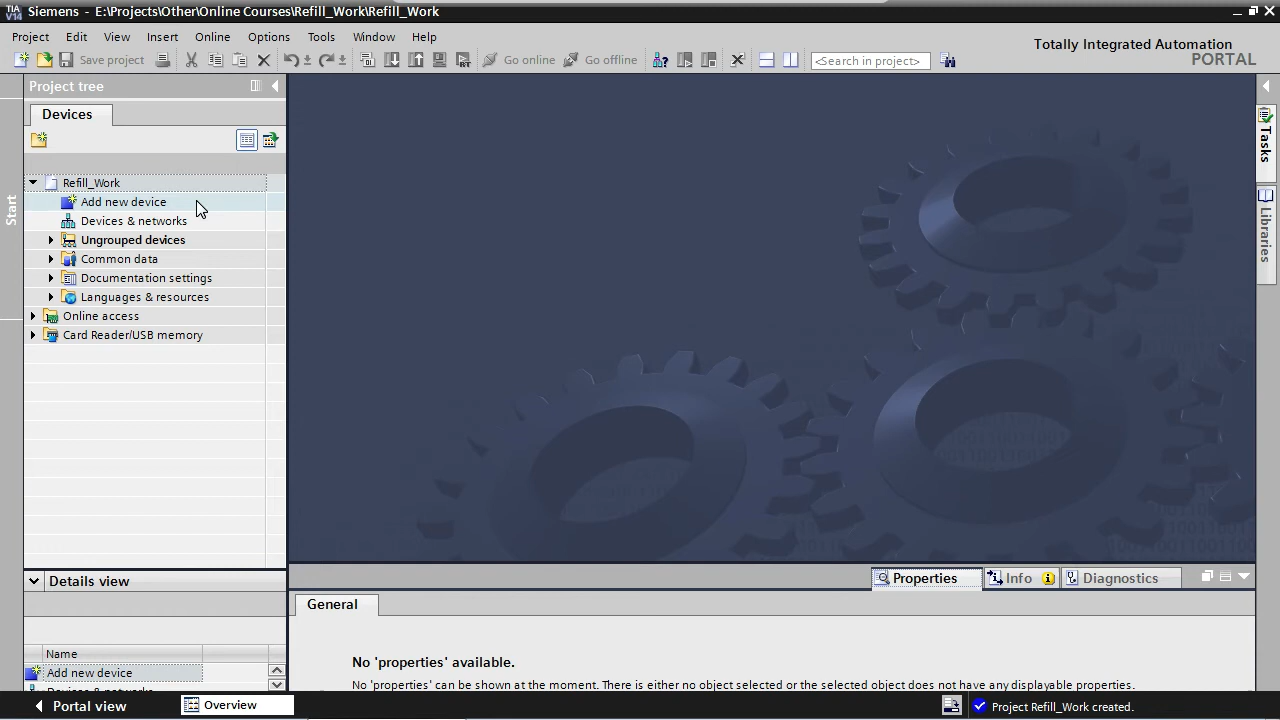 TIA V14 Siemens - E:\Projects\Other\Online Courses\Refill_Work\Refill_Work
Project Edit View Insert Online Options Tools Window Help
Totally Integrated Automation
PORTAL
Save project Go online Go offline <Search in project>
Project tree
Devices
Start
Refill_Work
Add new device
Devices & networks
Ungrouped devices
Common data
Documentation settings
Languages & resources
Online access
Card Reader/USB memory
Tasks
Libraries
Details view
Name
Add new device
Devices & networks
Properties Info Diagnostics
General
No 'properties' available.
No 'properties' can be shown at the moment. There is either no object selected or the selected object does not have any displayable properties.
Portal view Overview Project Refill_Work created.